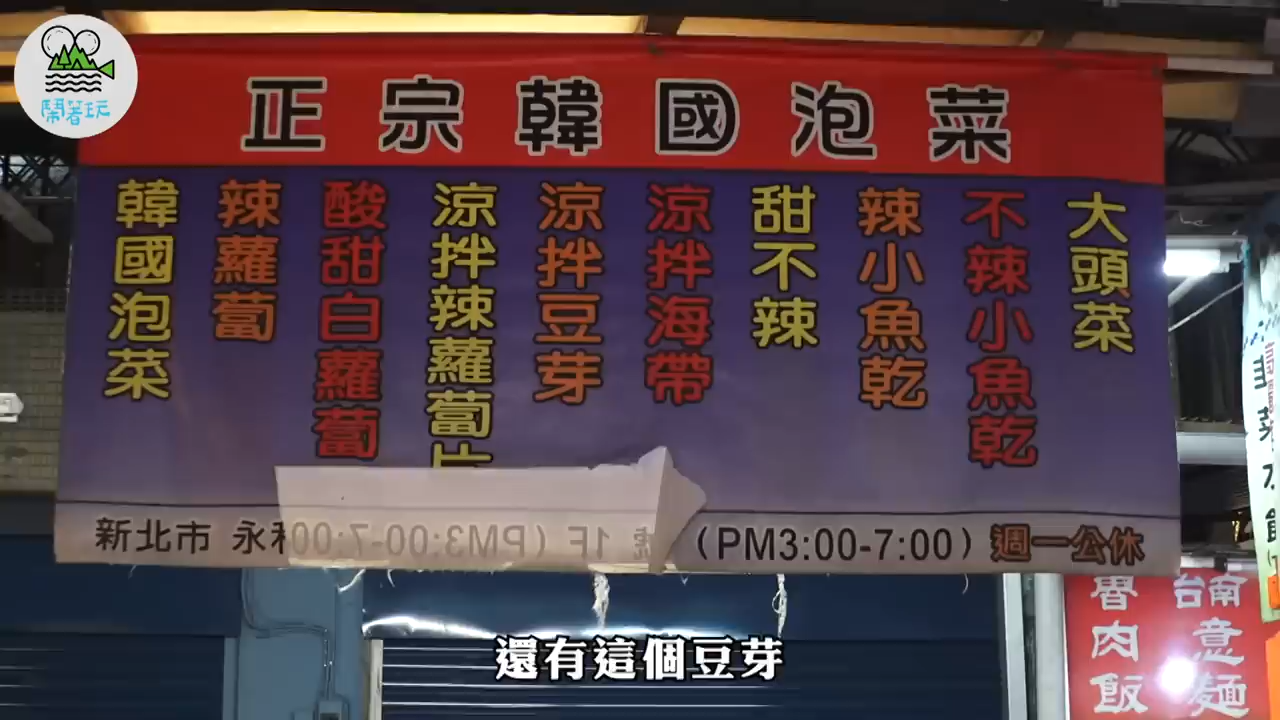 鬧著玩
正宗韓國泡菜
韓國泡菜
辣蘿蔔
酸甜白蘿蔔
涼拌辣蘿蔔片
涼拌豆芽
涼拌海帶
甜不辣
辣小魚乾
不辣小魚乾
大頭菜
新北市 永和
號 1F (PM3:00-7:00)
(PM3:00-7:00) 週一公休
魯肉飯
意麵
還有這個豆芽